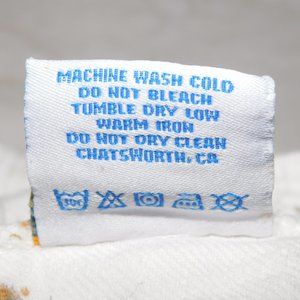 MACHINE WASH COLD
DO NOT BLEACH
TUMBLE DRY LOW
WARM IRON
DO NOT DRY CLEAN
CHATSWORTH, CA